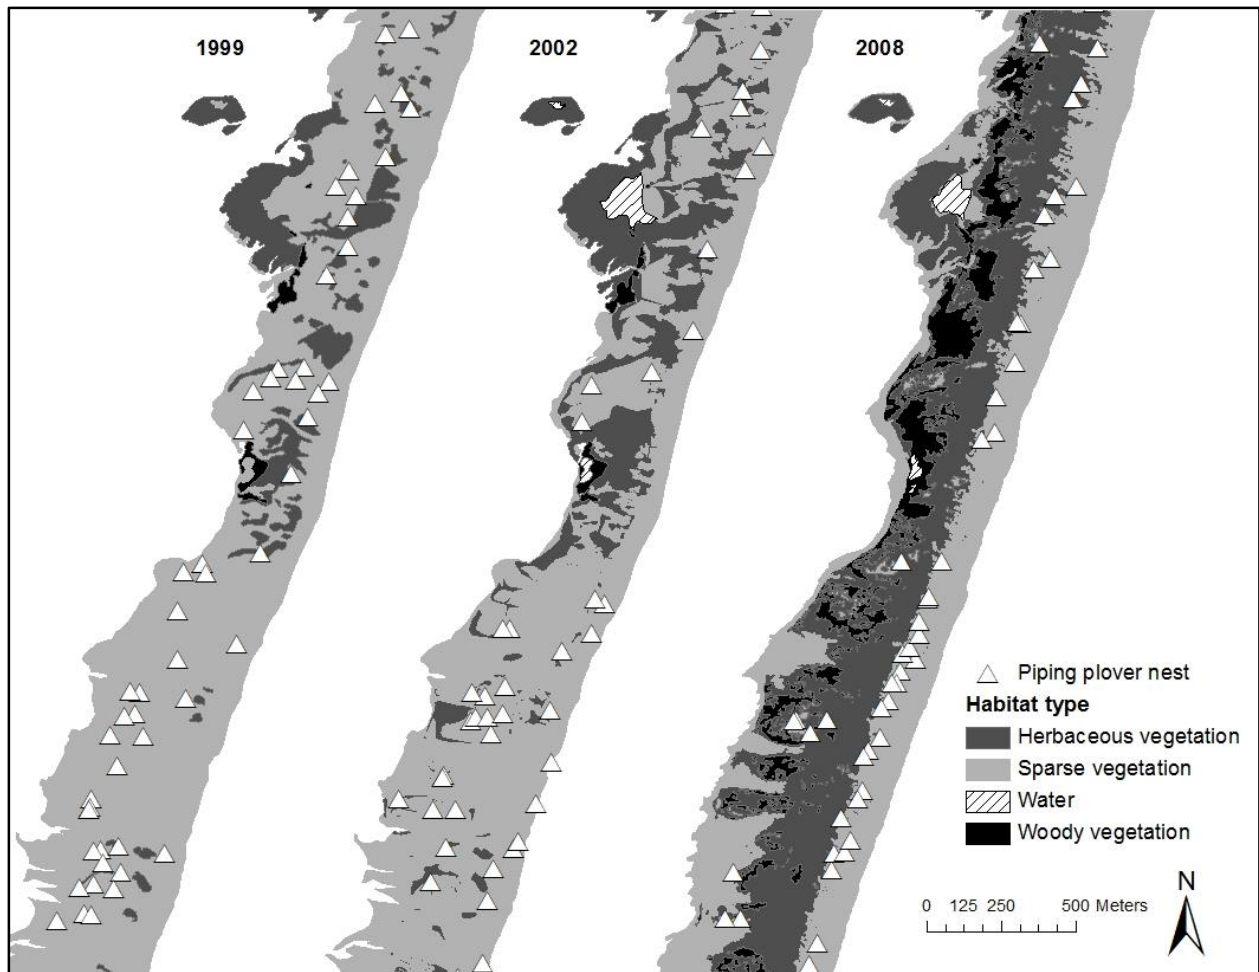 1999
2002
2008
Piping plover nest
Habitat type
Herbaceous vegetation
Sparse vegetation
Water
Woody vegetation
0 125 250 500 Meters
N